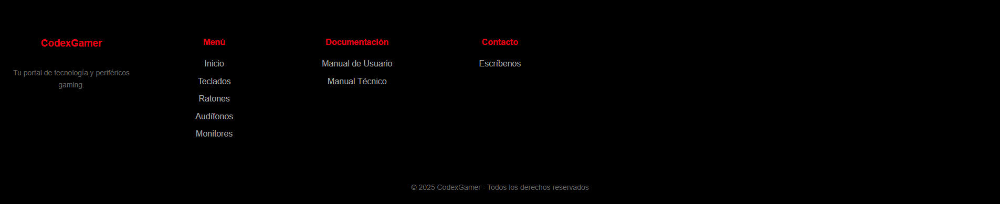 CodexGamer
Tu portal de tecnología y periféricos
gaming.
Menú
Inicio
Teclados
Ratones
Audífonos
Monitores
Documentación
Manual de Usuario
Manual Técnico
Contacto
Escríbenos
© 2025 CodexGamer - Todos los derechos reservados